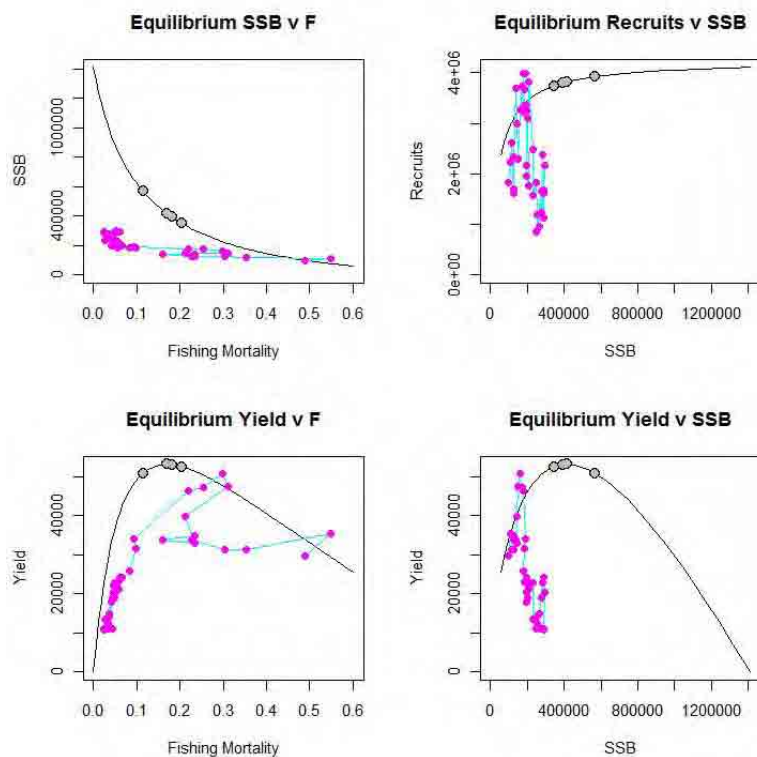 Equilibrium SSB v F
SSB
0
400000
1000000
0.0 0.1 0.2 0.3 0.4 0.5 0.6
Fishing Mortality
Equilibrium Recruits v SSB
Recruits
0e+00
2e+06
4e+06
0 400000 800000 1200000
SSB
Equilibrium Yield v F
Yield
0
20000
40000
0.0 0.1 0.2 0.3 0.4 0.5 0.6
Fishing Mortality
Equilibrium Yield v SSB
Yield
0
20000
40000
0 400000 800000 1200000
SSB